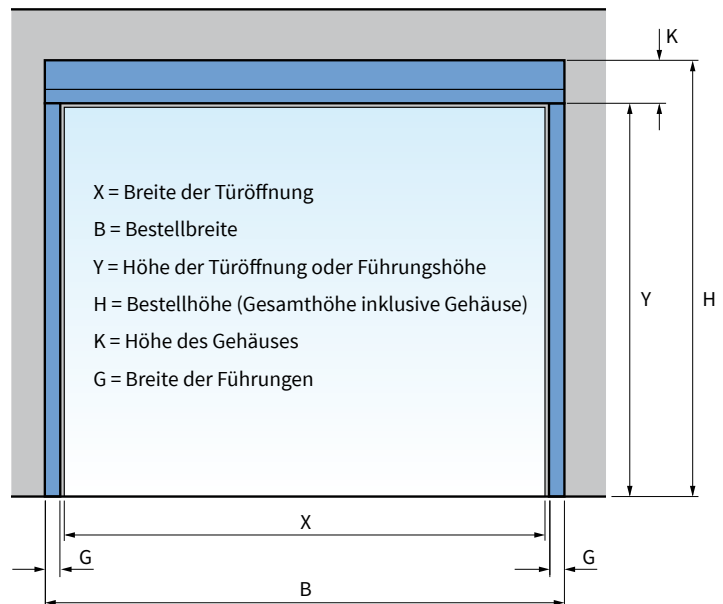 K
X = Breite der Türöffnung
B = Bestellbreite
Y = Höhe der Türöffnung oder Führungshöhe
H = Bestellhöhe (Gesamthöhe inklusive Gehäuse)
K = Höhe des Gehäuses
G = Breite der Führungen
Y
H
X
G
G
B